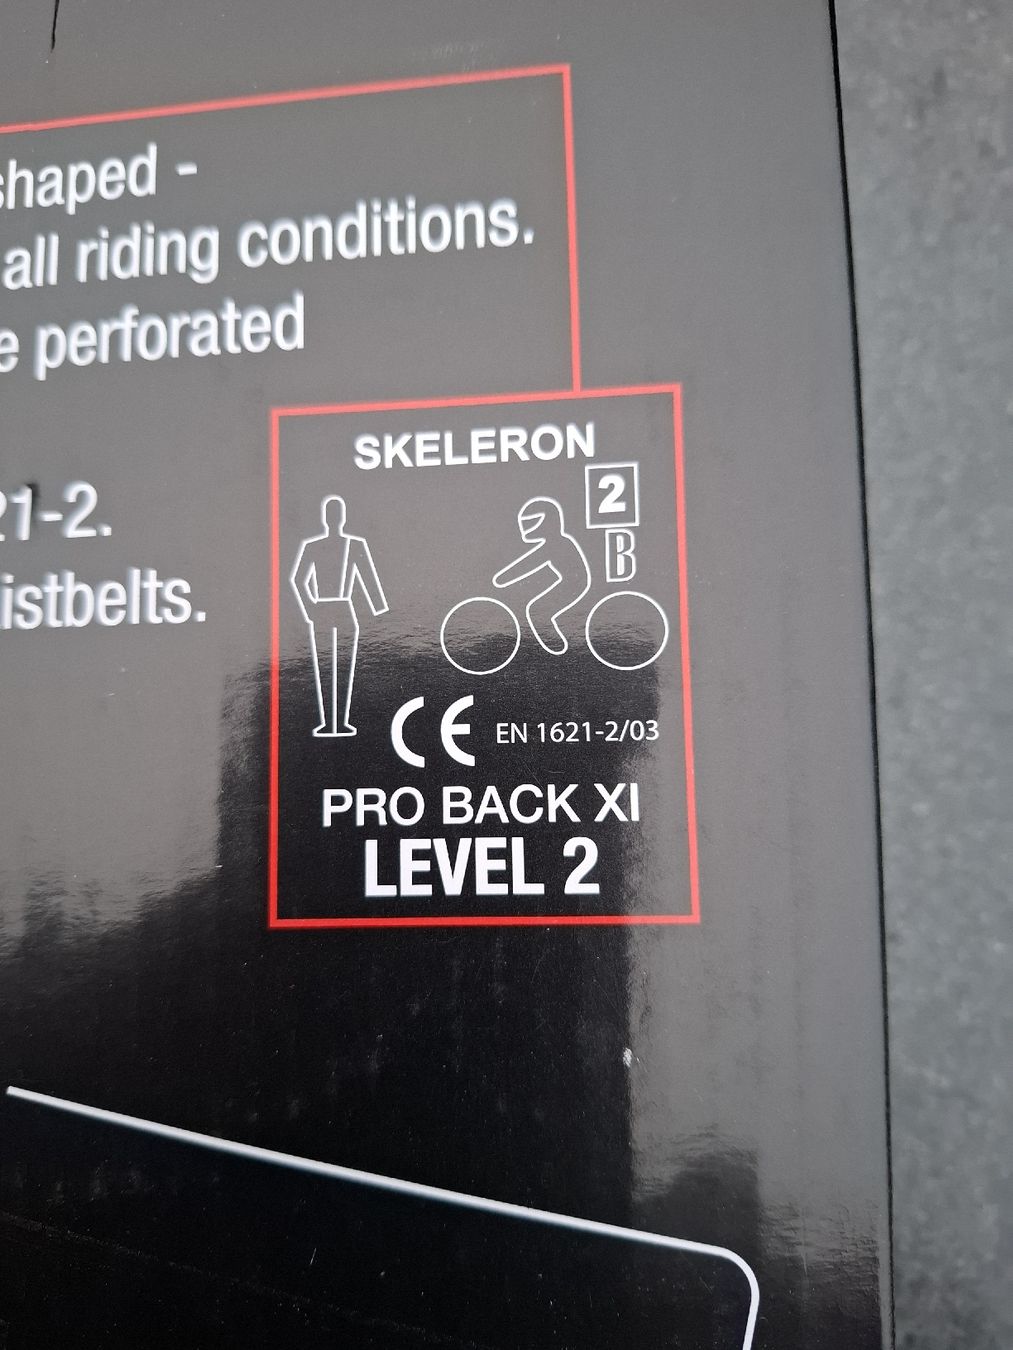 shaped -
all riding conditions.
e perforated
21-2.
istbelts.
SKELERON
2
B
CE EN 1621-2/03
PRO BACK XI
LEVEL 2